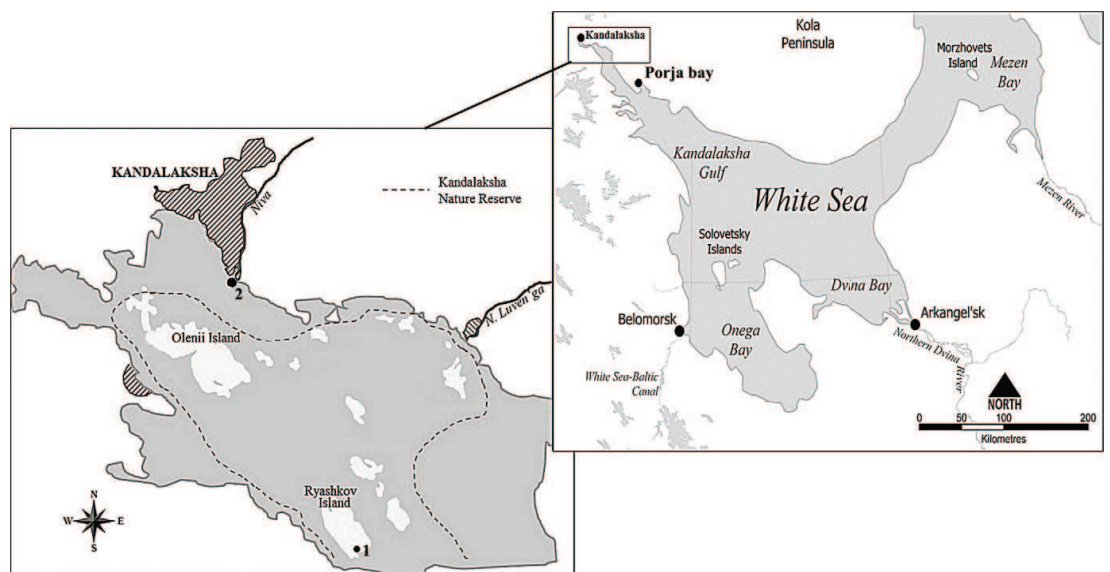 Kandalaksha
Kola
Peninsula
Morzhovets
Island
Mezen
Bay
Porja bay
Kandalaksha
Gulf
White Sea
Mezen River
Solovetsky
Islands
Dvina Bay
Belomorsk
Onega
Bay
Arkangel'sk
Northern Dvina
River
White Sea-Baltic
Canal
NORTH
0 50 100 200
Kilometres
KANDALAKSHA
Niva
Kandalaksha
Nature Reserve
2
N. Luven'ga
Olenii Island
Ryashkov
Island
1
N
W E
S